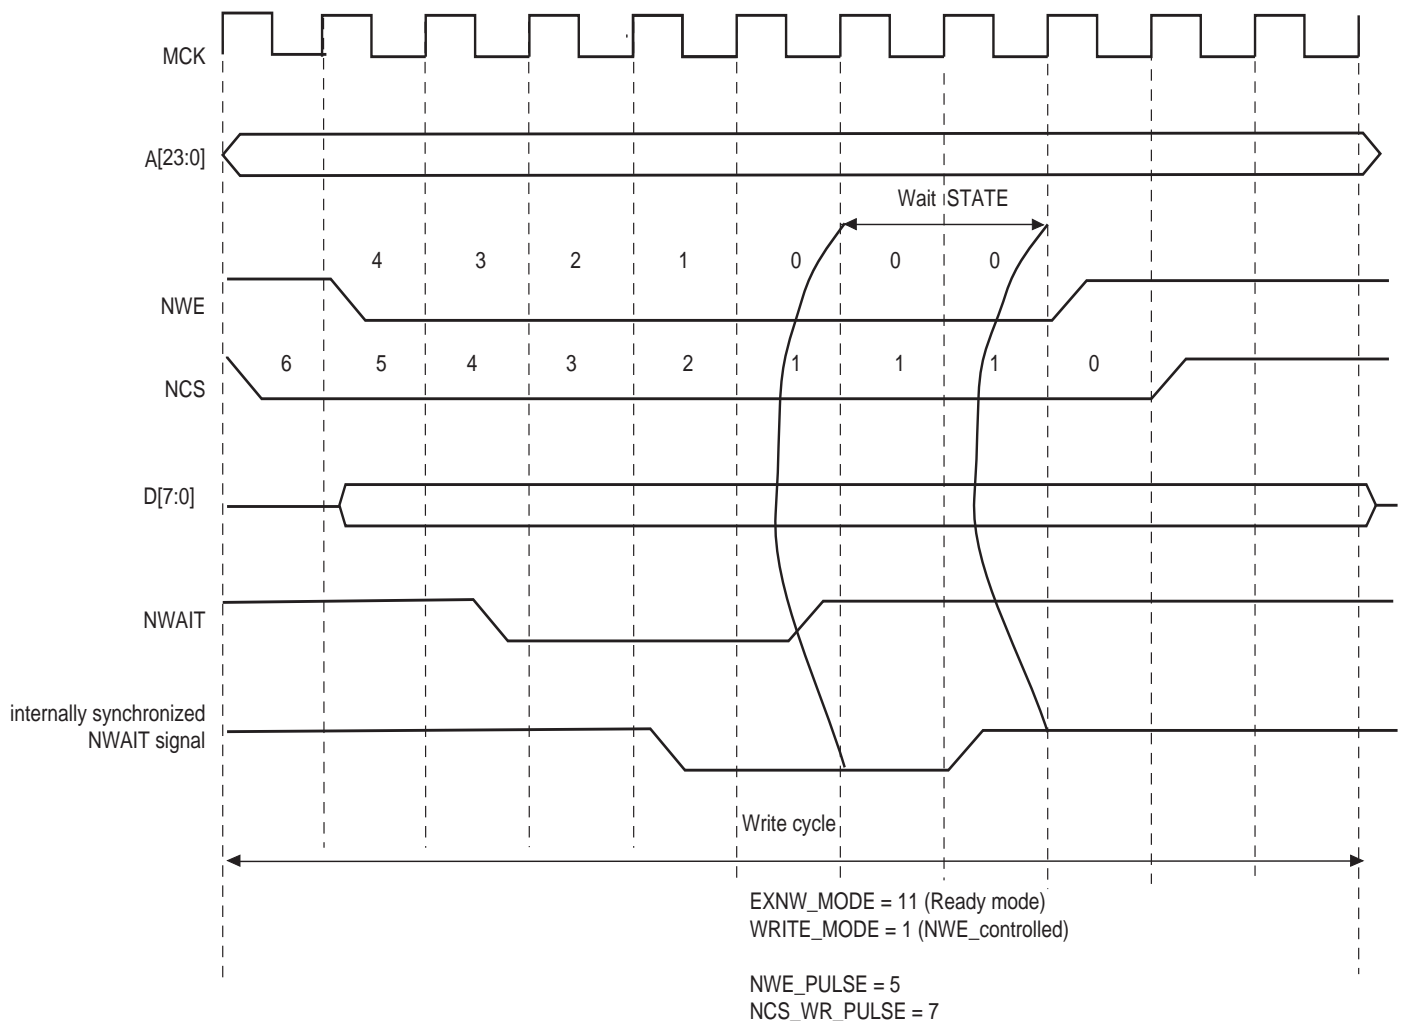 MCK
A[23:0]
Wait STATE
4 3 2 1 0 0 0
NWE
6 5 4 3 2 1 1 1 0
NCS
D[7:0]
NWAIT
internally synchronized
NWAIT signal
Write cycle
EXNW_MODE = 11 (Ready mode)
WRITE_MODE = 1 (NWE_controlled)
NWE_PULSE = 5
NCS_WR_PULSE = 7